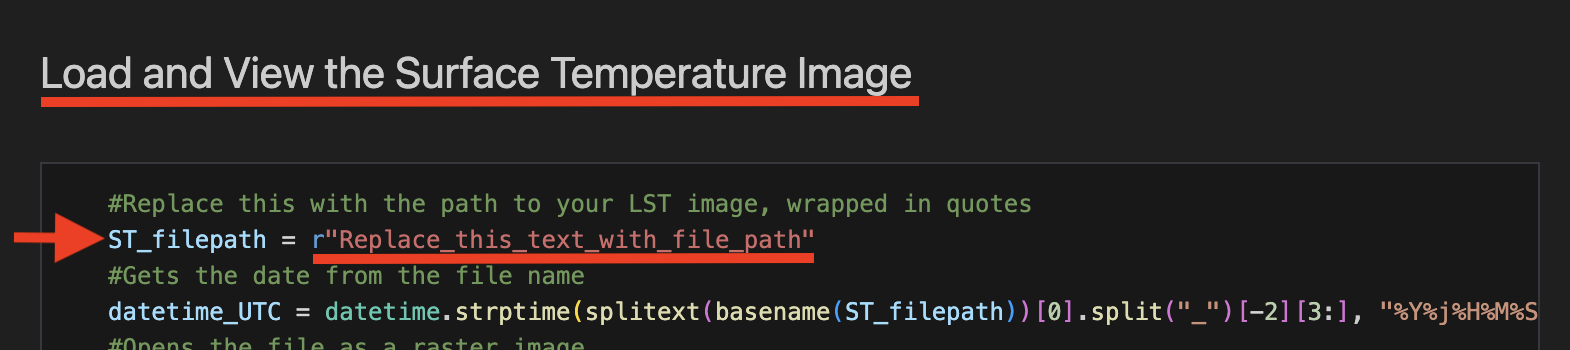 Load and View the Surface Temperature Image
#Replace this with the path to your LST image, wrapped in quotes
ST_filepath = r"Replace_this_text_with_file_path"
#Gets the date from the file name
datetime_UTC = datetime.strptime(splitext(basename(ST_filepath))[0].split("_")[-2][3:], "%Y%j%H%M%S
#Opens the file as a raster image